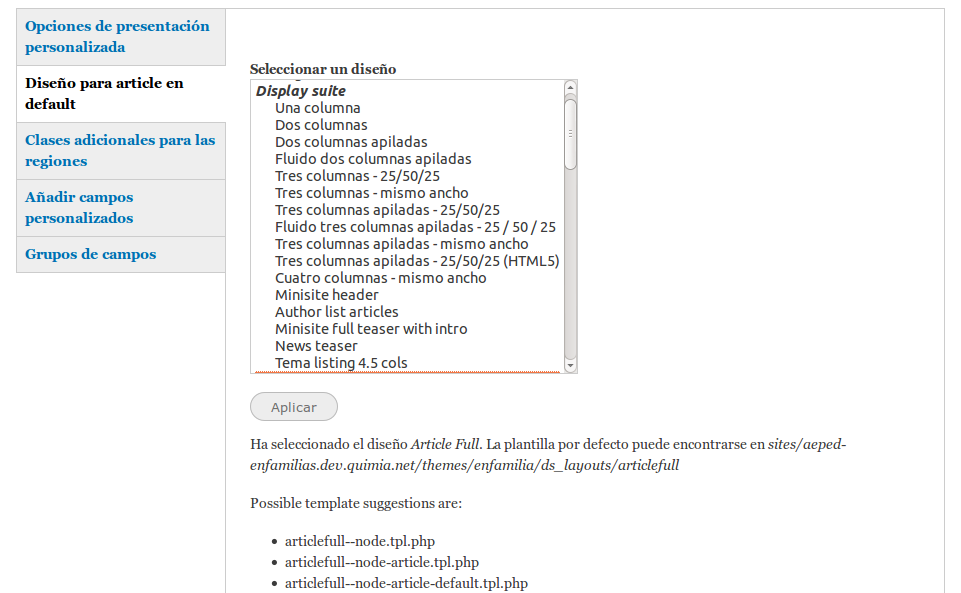 Opciones de presentación
personalizada
Diseño para article en
default
Clases adicionales para las
regiones
Añadir campos
personalizados
Grupos de campos
Seleccionar un diseño
Display suite
Una columna
Dos columnas
Dos columnas apiladas
Fluido dos columnas apiladas
Tres columnas - 25/50/25
Tres columnas - mismo ancho
Tres columnas apiladas - 25/50/25
Fluido tres columnas apiladas - 25 / 50 / 25
Tres columnas apiladas - mismo ancho
Tres columnas apiladas - 25/50/25 (HTML5)
Cuatro columnas - mismo ancho
Minisite header
Author list articles
Minisite full teaser with intro
News teaser
Tema listing 4.5 cols
Aplicar
Ha seleccionado el diseño Article Full. La plantilla por defecto puede encontrarse en sites/aeped-
enfamilias.dev.quimia.net/themes/enfamilia/ds_layouts/articlefull
Possible template suggestions are:
• articlefull--node.tpl.php
• articlefull--node-article.tpl.php
• articlefull--node-article-default.tpl.php